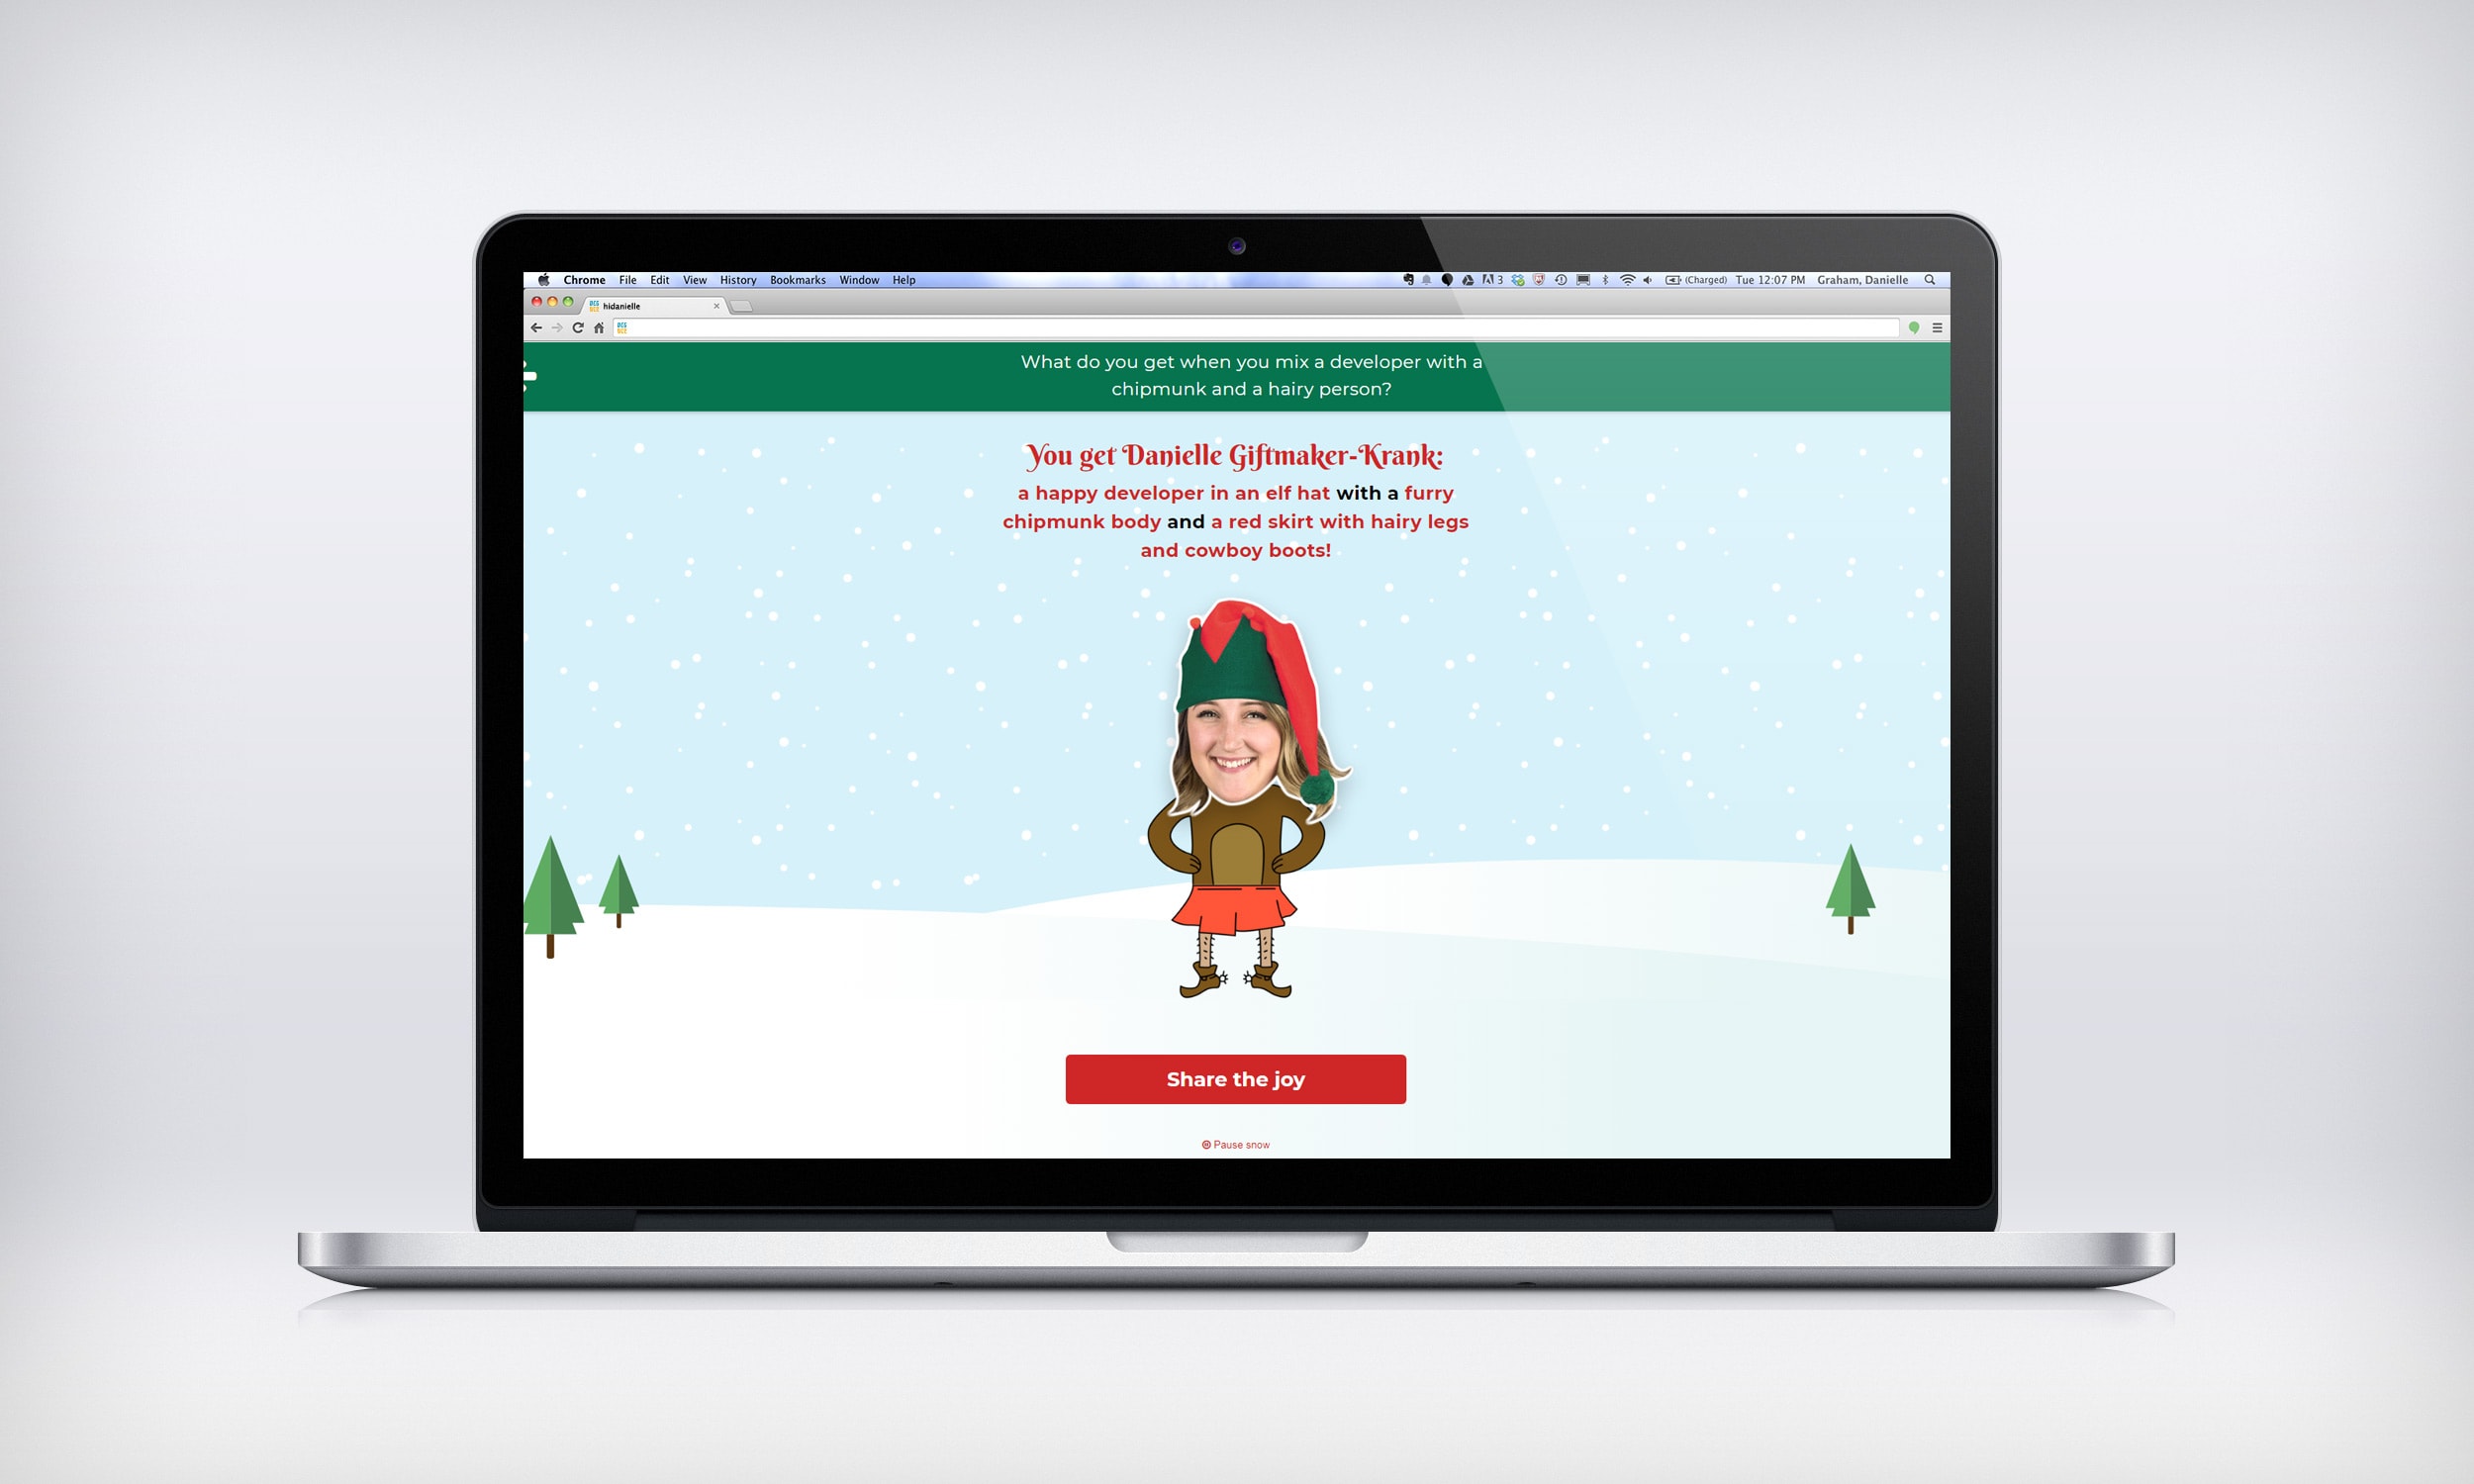 Chrome File Edit View History Bookmarks Window Help 3 (Charged) Tue 12:07 PM Graham, Danielle
hidanielle
What do you get when you mix a developer with a
chipmunk and a hairy person?
You get Danielle Giftmaker-Krank:
a happy developer in an elf hat with a furry
chipmunk body and a red skirt with hairy legs
and cowboy boots!
Share the joy
Pause snow